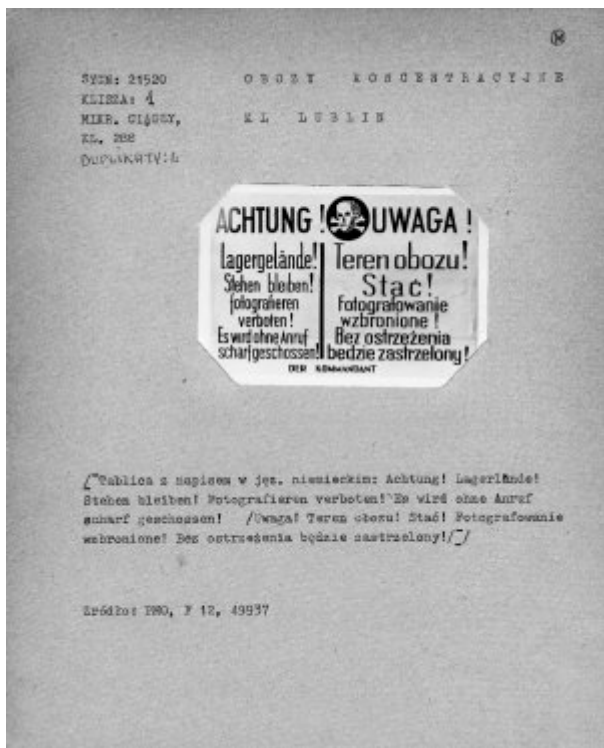 SYGN: 21520
OBOZY KONCENTRACYJNE
KLISZA: 1
MIKR. CIĄGŁY,
KL LUBLIN
KL. 288
DUPLIKATY: 4
ACHTUNG! UWAGA!
Lagergelände!
Stehen bleiben!
fotografieren
verboten!
Es wird ohne Anruf
scharf geschossen!
Teren obozu!
Stać!
Fotografowanie
wzbronione!
Bez ostrzeżenia
bedzie zastrzelony!
DER KOMMANDANT
/"Tablica z napisem w jęz. niemieckim: Achtung! Lagerlände!
Stehen bleiben! Fotografieren verboten! Es wird ohne Anruf
scharf geschossen! /Uwaga! Teren obozu! Stać! Fotografowanie
wzbronione! Bez ostrzeżenia będzie zastrzelony!/"/
Źródło: PMO, F 12, 49937